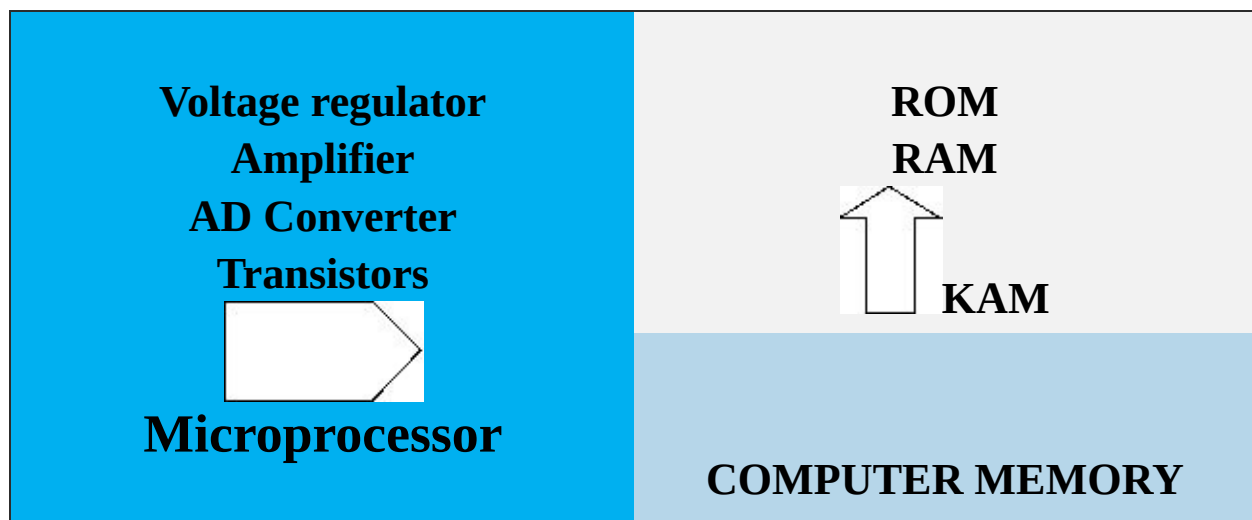 Voltage regulator
Amplifier
AD Converter
Transistors
Microprocessor
ROM
RAM
KAM
COMPUTER MEMORY